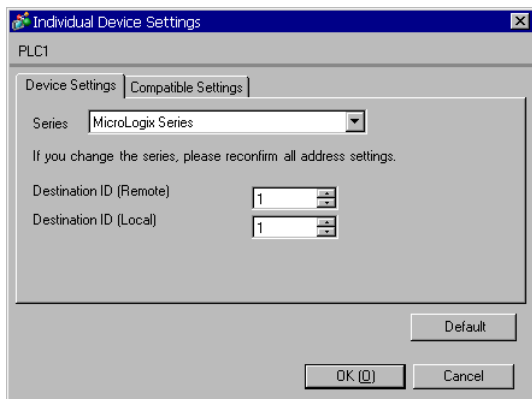 Individual Device Settings
PLC1
Device Settings Compatible Settings
Series MicroLogix Series
If you change the series, please reconfirm all address settings.
Destination ID (Remote) 1
Destination ID (Local) 1
Default
OK (O) Cancel